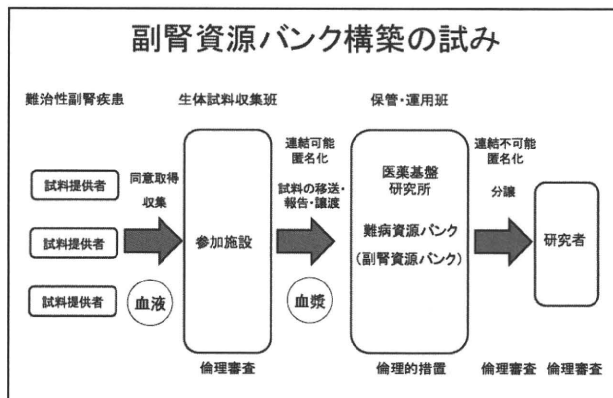 副腎資源バンク構築の試み
難治性副腎疾患
生体試料収集班
保管・運用班
試料提供者
試料提供者
試料提供者
同意取得
収集
血液
参加施設
倫理審査
連結可能
匿名化
試料の移送・
報告・譲渡
血漿
医薬基盤
研究所
難病資源バンク
(副腎資源バンク)
倫理的措置
連結不可能
匿名化
分譲
倫理審査
研究者
倫理審査